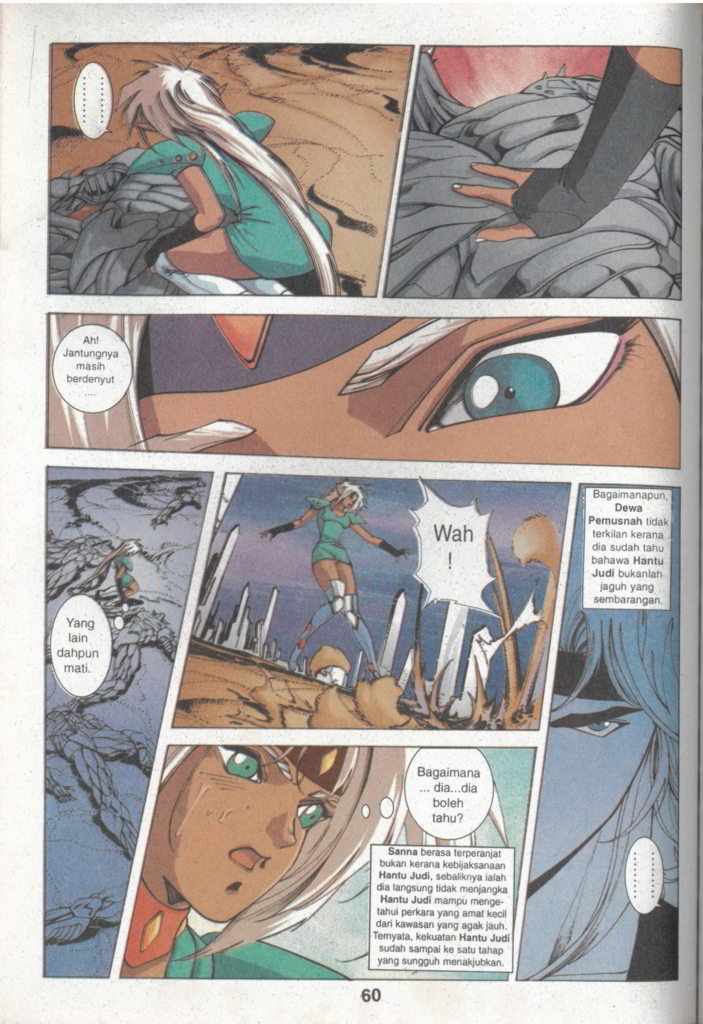 ............
Ah!
Jantungnya
masih
berdenyut
....
Yang
lain
dahpun
mati..
Wah
!
Bagaimanapun,
Dewa
Pemusnah tidak
terkilan kerana
dia sudah tahu
bahawa Hantu
Judi bukanlah
jaguh yang
sembarangan.
Bagaimana
... dia...dia
boleh
tahu?
Sanna berasa terperanjat
bukan kerana kebijaksanaan
Hantu Judi, sebaliknya ialah
dia langsung tidak menjangka
Hantu Judi mampu menge-
tahui perkara yang amat kecil
dari kawasan yang agak jauh.
Ternyata, kekuatan Hantu Judi
sudah sampai ke satu tahap
yang sungguh menakjubkan.
............
60